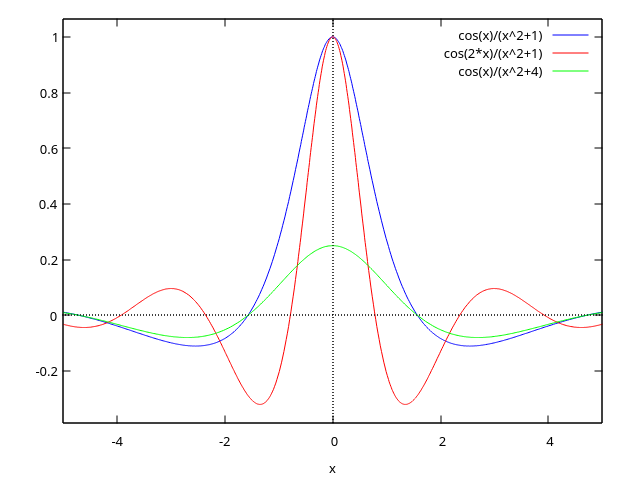 cos(x)/(x^2+1)
cos(2*x)/(x^2+1)
cos(x)/(x^2+4)
1
0.8
0.6
0.4
0.2
0
-0.2
-4 -2 0 2 4
x